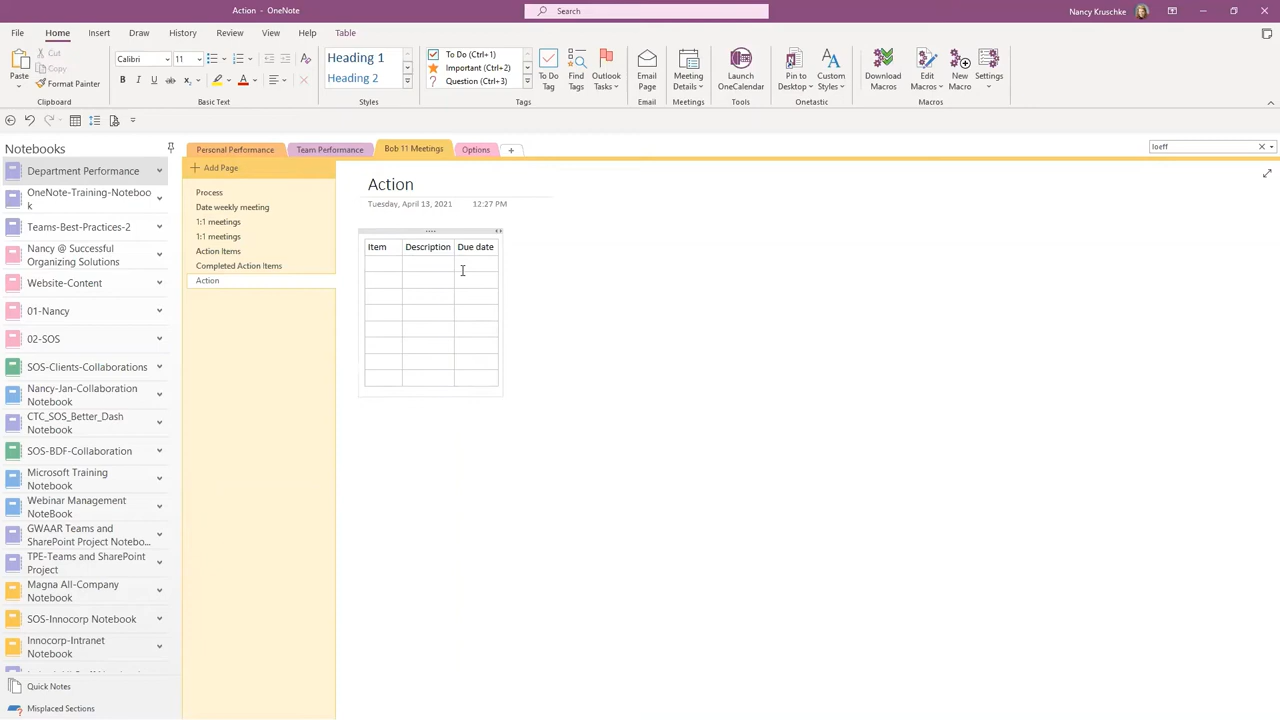 Action - OneNote
Search
Nancy Kruschke
File Home Insert Draw History Review View Help Table
Paste
Cut
Copy
Format Painter
Clipboard
Calibri 11
B I U ab x₂ A
Basic Text
Heading 1
Heading 2
Styles
To Do (Ctrl+1)
Important (Ctrl+2)
? Question (Ctrl+3)
To Do
Tag
Find
Tags
Outlook
Tasks
Tags
Email
Page
Email
Meeting
Details
Meetings
Launch
OneCalendar
Tools
Pin to
Desktop
Custom
Styles
Onetastic
Download
Macros
Edit
Macros
New
Macro
Settings
Macros
Notebooks
Department Performance
OneNote-Training-Noteboo
k
Teams-Best-Practices-2
Nancy @ Successful
Organizing Solutions
Website-Content
01-Nancy
02-SOS
SOS-Clients-Collaborations
Nancy-Jan-Collaboration
Notebook
CTC_SOS_Better_Dash
Notebook
SOS-BDF-Collaboration
Microsoft Training
Notebook
Webinar Management
NoteBook
GWAAR Teams and
SharePoint Project Notebo...
TPE-Teams and SharePoint
Project
Magna All-Company
Notebook
SOS-Innocorp Notebook
Innocorp-Intranet
Notebook
Quick Notes
Misplaced Sections
Personal Performance
Team Performance
Bob 11 Meetings
Options
+
loeff
Add Page
Process
Date weekly meeting
1:1 meetings
1:1 meetings
Action Items
Completed Action Items
Action
Action
Tuesday, April 13, 2021 12:27 PM
Item Description Due date